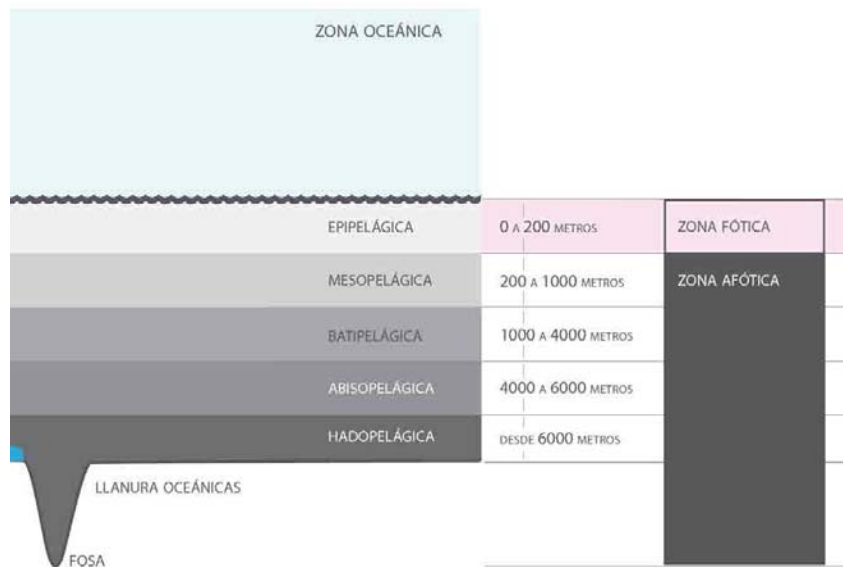 ZONA OCEÁNICA
EPIPELÁGICA 0 A 200 METROS ZONA FÓTICA
MESOPELÁGICA 200 A 1000 METROS ZONA AFÓTICA
BATIPELÁGICA 1000 A 4000 METROS
ABISOPELÁGICA 4000 A 6000 METROS
HADOPELÁGICA DESDE 6000 METROS
LLANURA OCEÁNICAS
FOSA